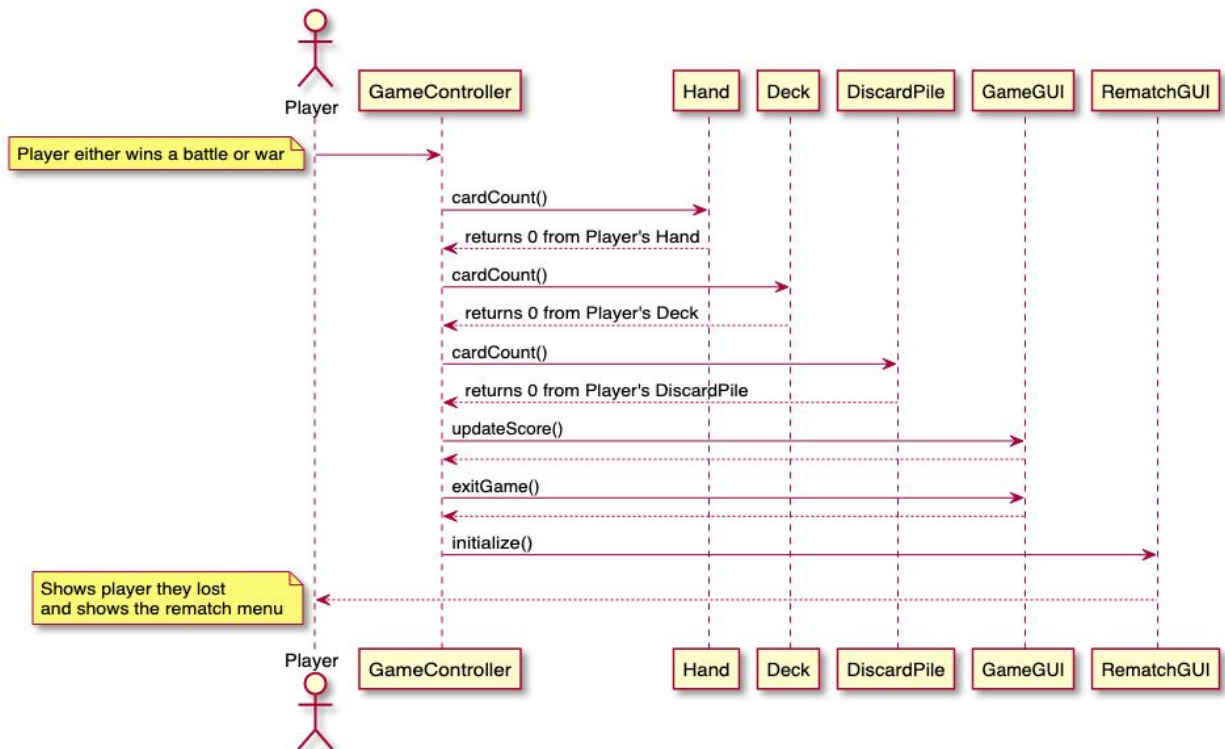 Player
GameController
Hand
Deck
DiscardPile
GameGUI
RematchGUI
Player either wins a battle or war
cardCount()
returns 0 from Player's Hand
cardCount()
returns 0 from Player's Deck
cardCount()
returns 0 from Player's DiscardPile
updateScore()
exitGame()
initialize()
Shows player they lost
and shows the rematch menu
Player
GameController
Hand
Deck
DiscardPile
GameGUI
RematchGUI